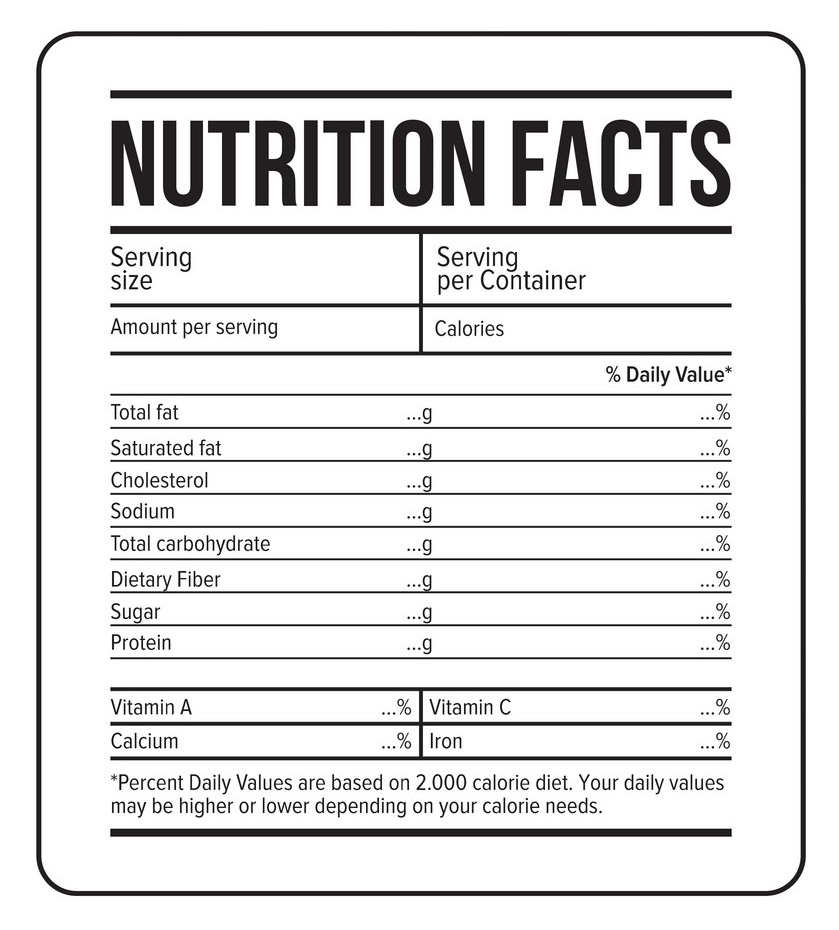 NUTRITION FACTS
Serving
size
Serving
per Container
Amount per serving
Calories
% Daily Value*
Total fat ...g ...%
Saturated fat ...g ...%
Cholesterol ...g ...%
Sodium ...g ...%
Total carbohydrate ...g ...%
Dietary Fiber ...g ...%
Sugar ...g ...%
Protein ...g ...%
Vitamin A ...% Vitamin C ...%
Calcium ...% Iron ...%
*Percent Daily Values are based on 2.000 calorie diet. Your daily values
may be higher or lower depending on your calorie needs.